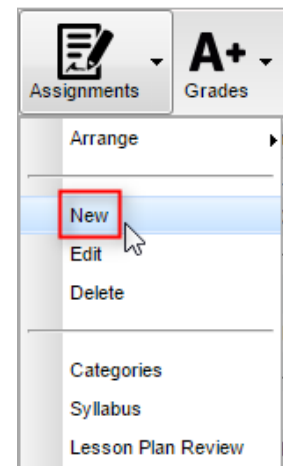 A+
Assignments Grades
Arrange
New
Edit
Delete
Categories
Syllabus
Lesson Plan Review